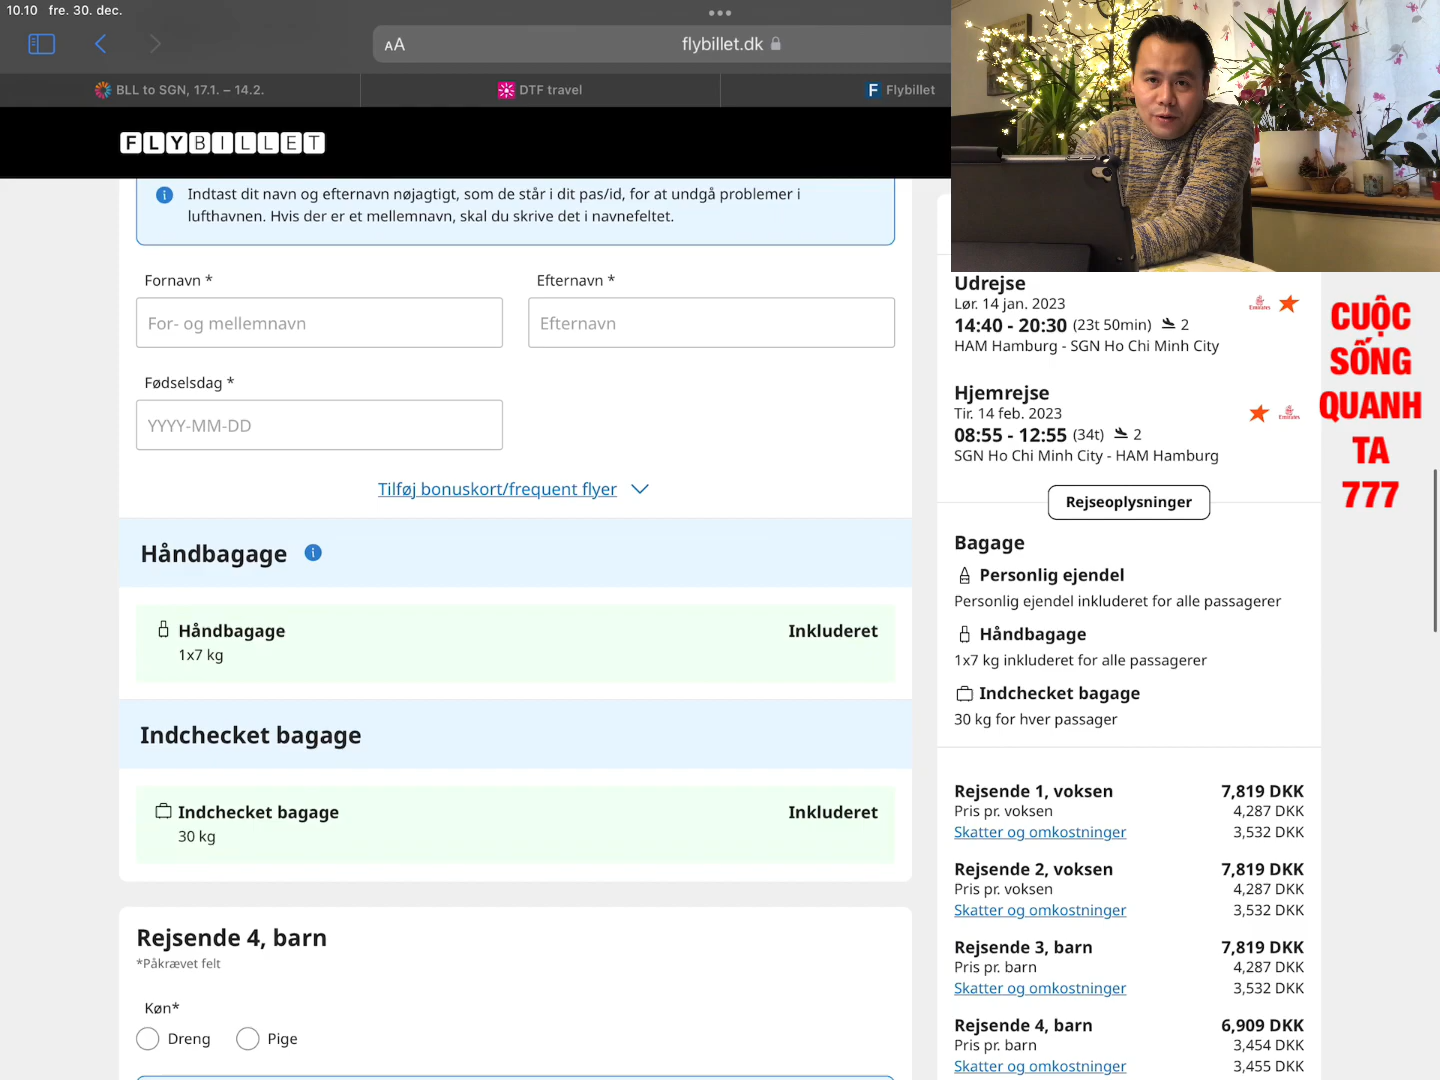 10.10 fre. 30. dec.
AA
flybillet.dk
BLL to SGN, 17.1. – 14.2.
DTF travel
F Flybillet
FLYBILLET
Indtast dit navn og efternavn nøjagtigt, som de står i dit pas/id, for at undgå problemer i
lufthavnen. Hvis der er et mellemnavn, skal du skrive det i navnefeltet.
Fornavn *
Efternavn *
For- og mellemnavn
Efternavn
Fødselsdag *
YYYY-MM-DD
Tilføj bonuskort/frequent flyer
Håndbagage
Håndbagage
Inkluderet
1x7 kg
Indchecket bagage
Indchecket bagage
Inkluderet
30 kg
Rejsende 4, barn
*Påkrævet felt
Køn*
Dreng
Pige
Udrejse
Lør. 14 jan. 2023
Emirates
14:40 - 20:30 (23t 50min) 2
HAM Hamburg - SGN Ho Chi Minh City
Hjemrejse
Tir. 14 feb. 2023
Emirates
08:55 - 12:55 (34t) 2
SGN Ho Chi Minh City - HAM Hamburg
Rejseoplysninger
Bagage
Personlig ejendel
Personlig ejendel inkluderet for alle passagerer
Håndbagage
1x7 kg inkluderet for alle passagerer
Indchecket bagage
30 kg for hver passager
Rejsende 1, voksen 7,819 DKK
Pris pr. voksen 4,287 DKK
Skatter og omkostninger 3,532 DKK
Rejsende 2, voksen 7,819 DKK
Pris pr. voksen 4,287 DKK
Skatter og omkostninger 3,532 DKK
Rejsende 3, barn 7,819 DKK
Pris pr. barn 4,287 DKK
Skatter og omkostninger 3,532 DKK
Rejsende 4, barn 6,909 DKK
Pris pr. barn 3,454 DKK
Skatter og omkostninger 3,455 DKK
CUỘC
SỐNG
QUANH
TA
777